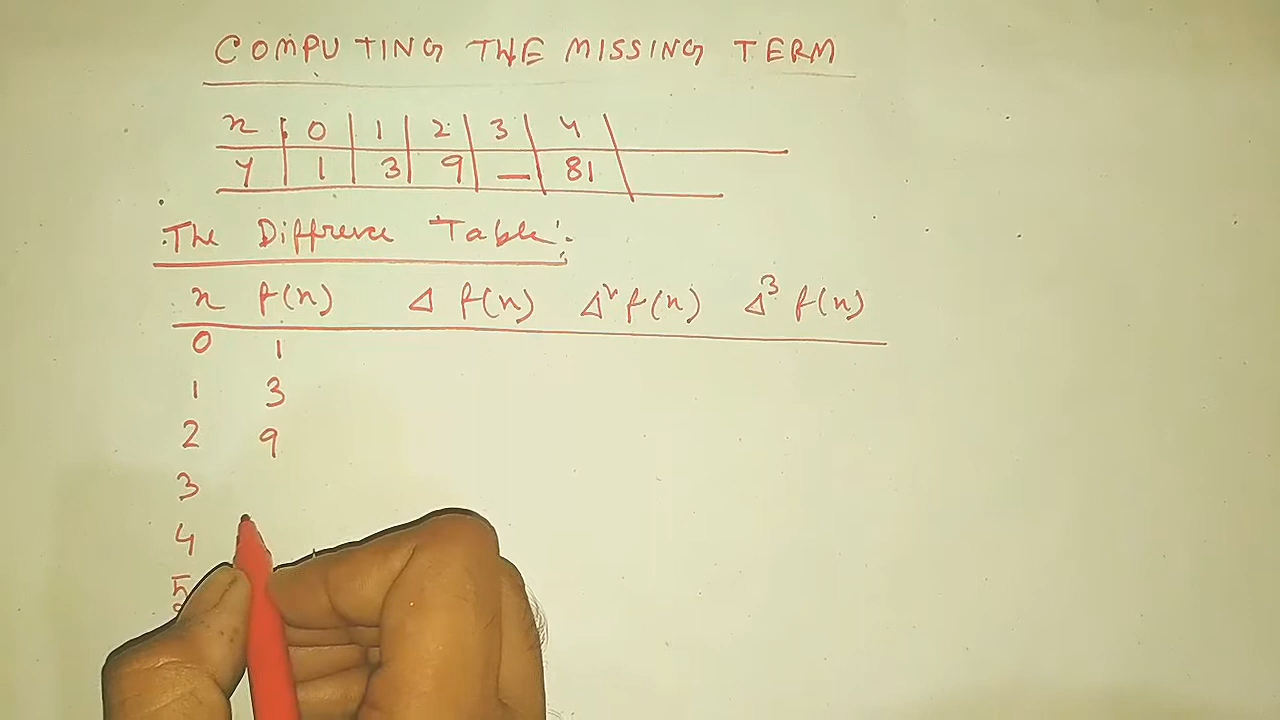 COMPUTING THE MISSING TERM
x 0 1 2 3 4
y 1 3 9 — 81
The Diffrence Table:
x f(x) Δ f(x) Δ² f(x) Δ³ f(x)
0 1
1 3
2 9
3
4
5